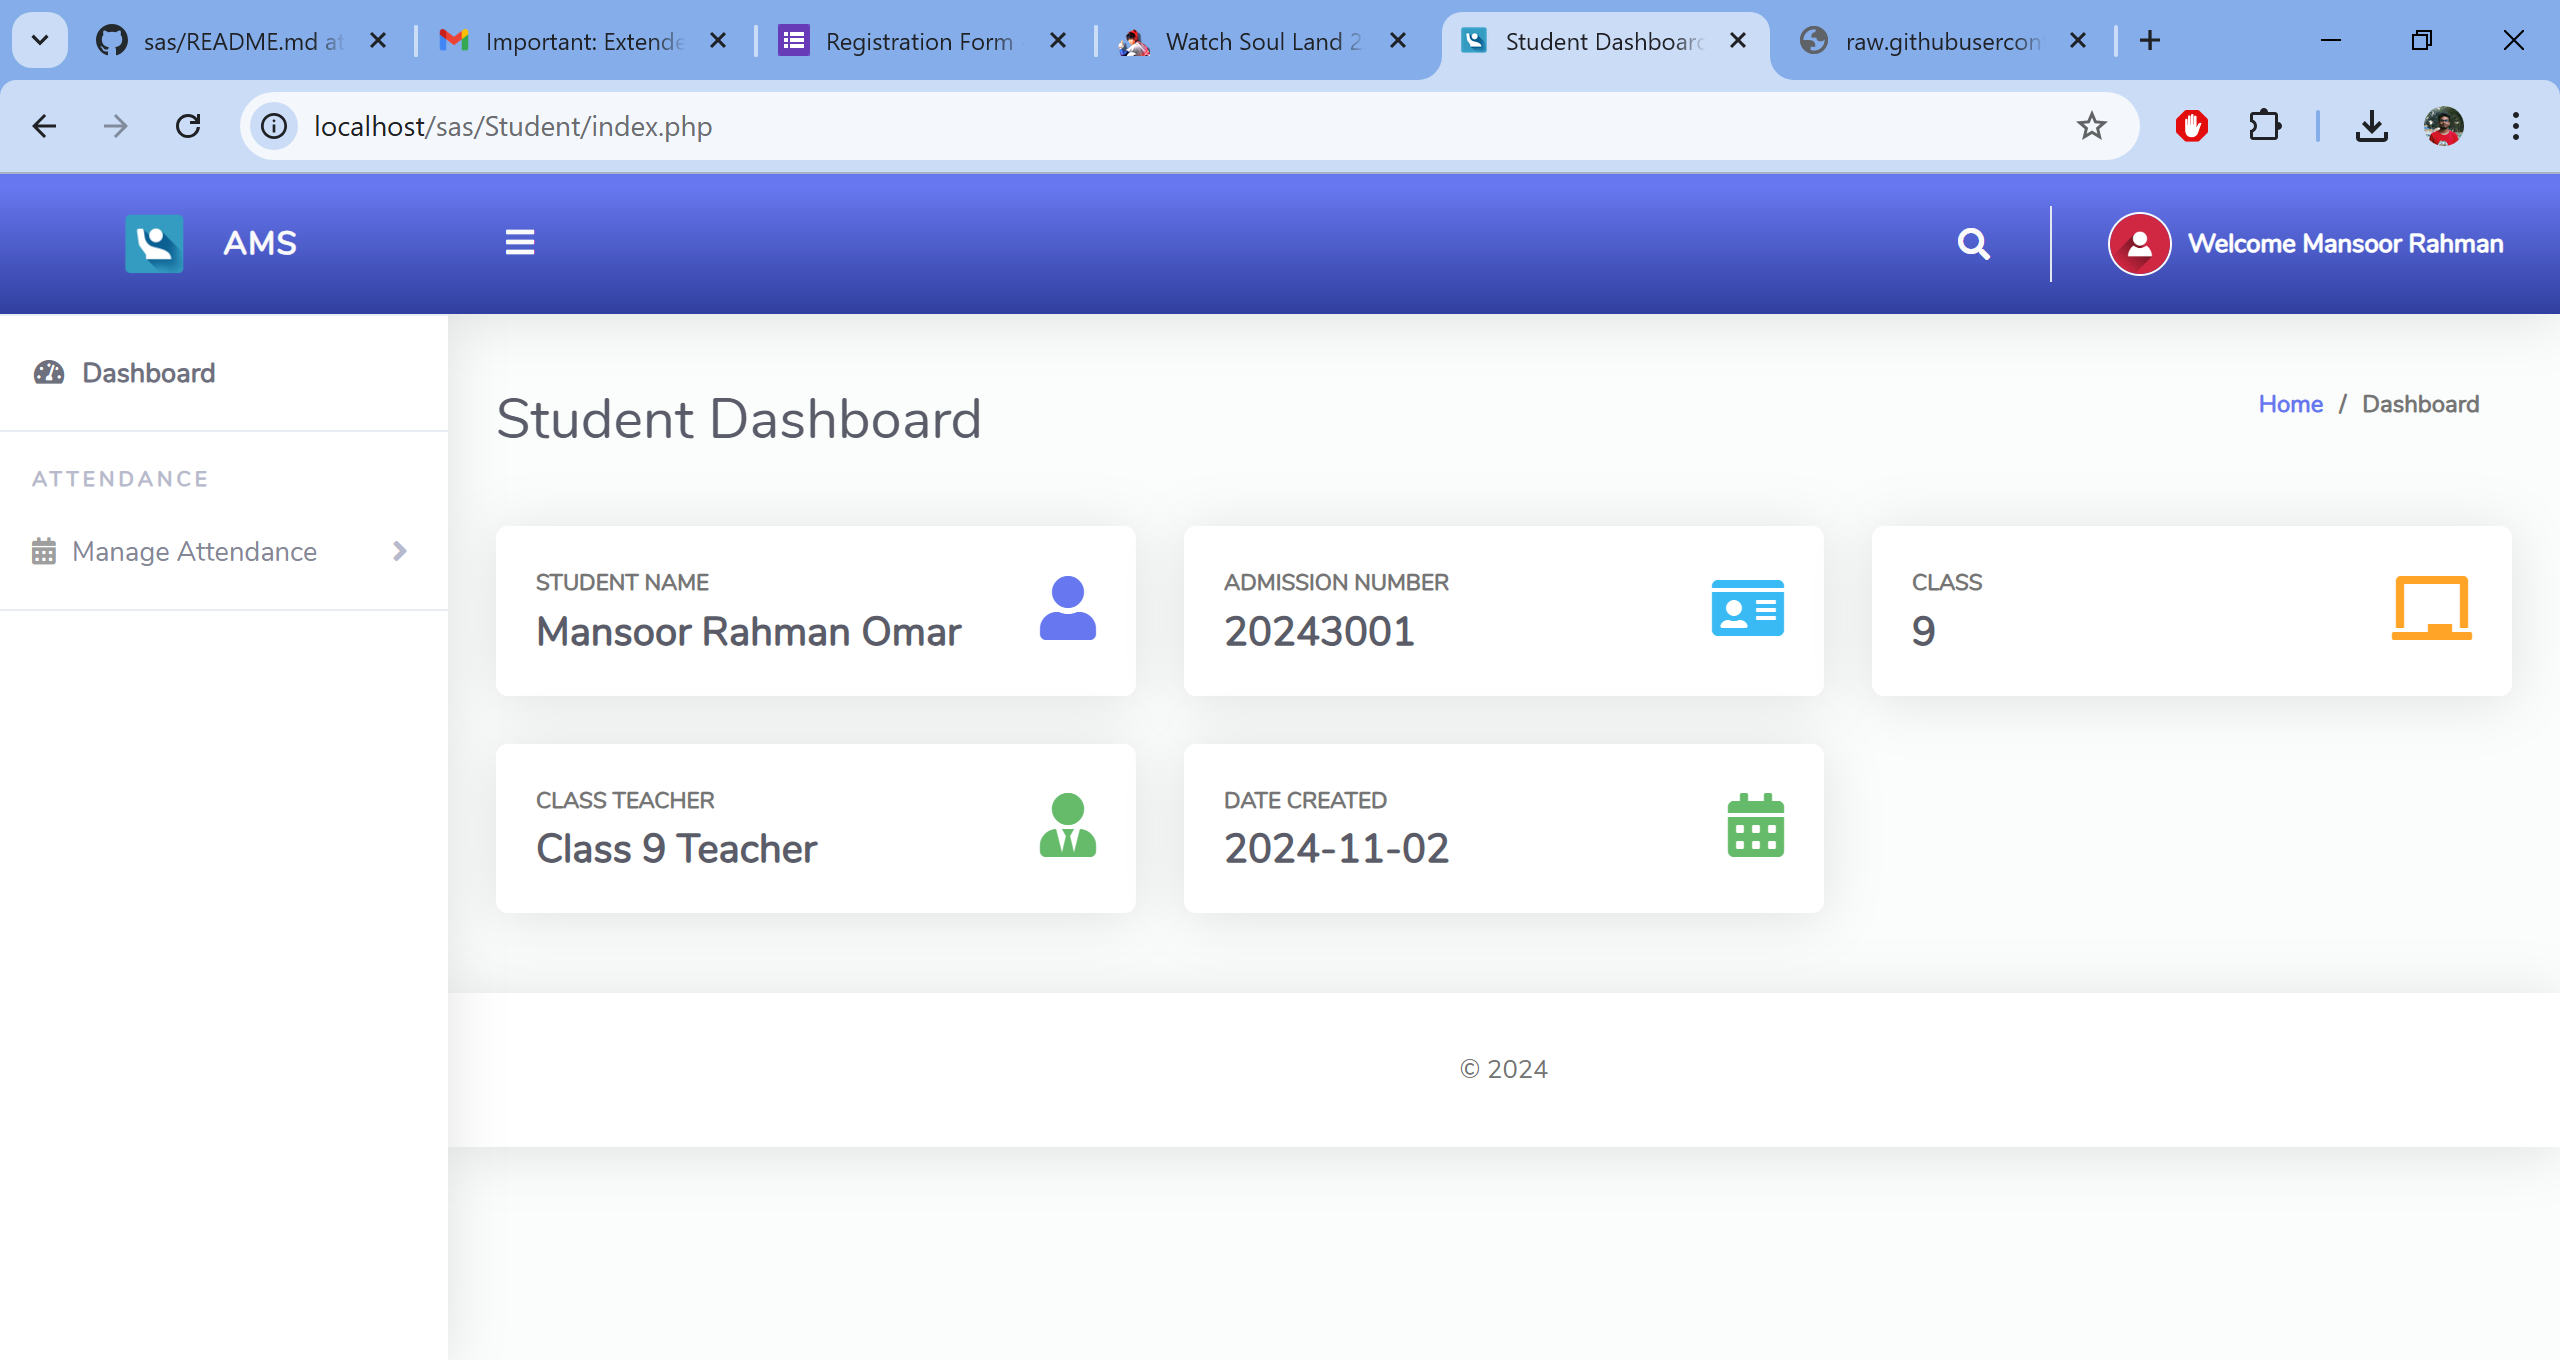 sas/README.md at
Important: Extende
Registration Form
Watch Soul Land 2
Student Dashboard
raw.githubusercon
localhost/sas/Student/index.php
AMS
Welcome Mansoor Rahman
Dashboard
ATTENDANCE
Manage Attendance
Student Dashboard
Home / Dashboard
STUDENT NAME
Mansoor Rahman Omar
ADMISSION NUMBER
20243001
CLASS
9
CLASS TEACHER
Class 9 Teacher
DATE CREATED
2024-11-02
© 2024